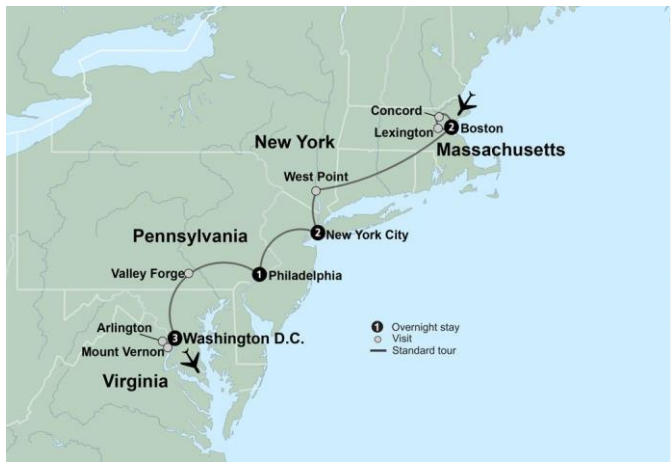 Concord
Lexington
2 Boston
Massachusetts
New York
West Point
2 New York City
Pennsylvania
Valley Forge
1 Philadelphia
Arlington
3 Washington D.C.
Mount Vernon
Virginia
1 Overnight stay
Visit
Standard tour